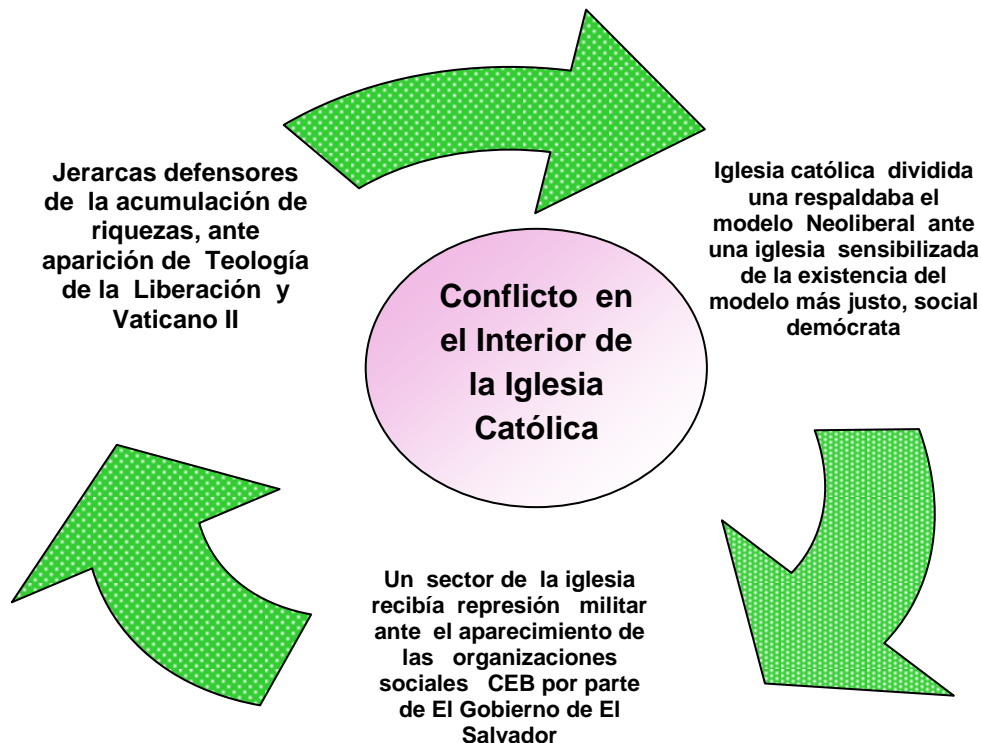 Jerarcas defensores
de la acumulación de
riquezas, ante
aparición de Teología
de la Liberación y
Vaticano II
Iglesia católica dividida
una respaldaba el
modelo Neoliberal ante
una iglesia sensibilizada
de la existencia del
modelo más justo, social
demócrata
Conflicto en
el Interior de
la Iglesia
Católica
Un sector de la iglesia
recibía represión militar
ante el aparecimiento de
las organizaciones
sociales CEB por parte
de El Gobierno de El
Salvador